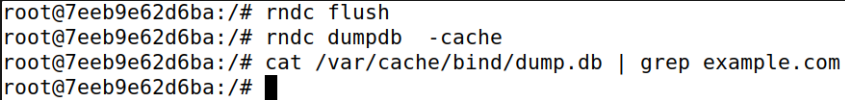 root@7eeb9e62d6ba:/# rndc flush
root@7eeb9e62d6ba:/# rndc dumpdb  -cache
root@7eeb9e62d6ba:/# cat /var/cache/bind/dump.db | grep example.com
root@7eeb9e62d6ba:/#